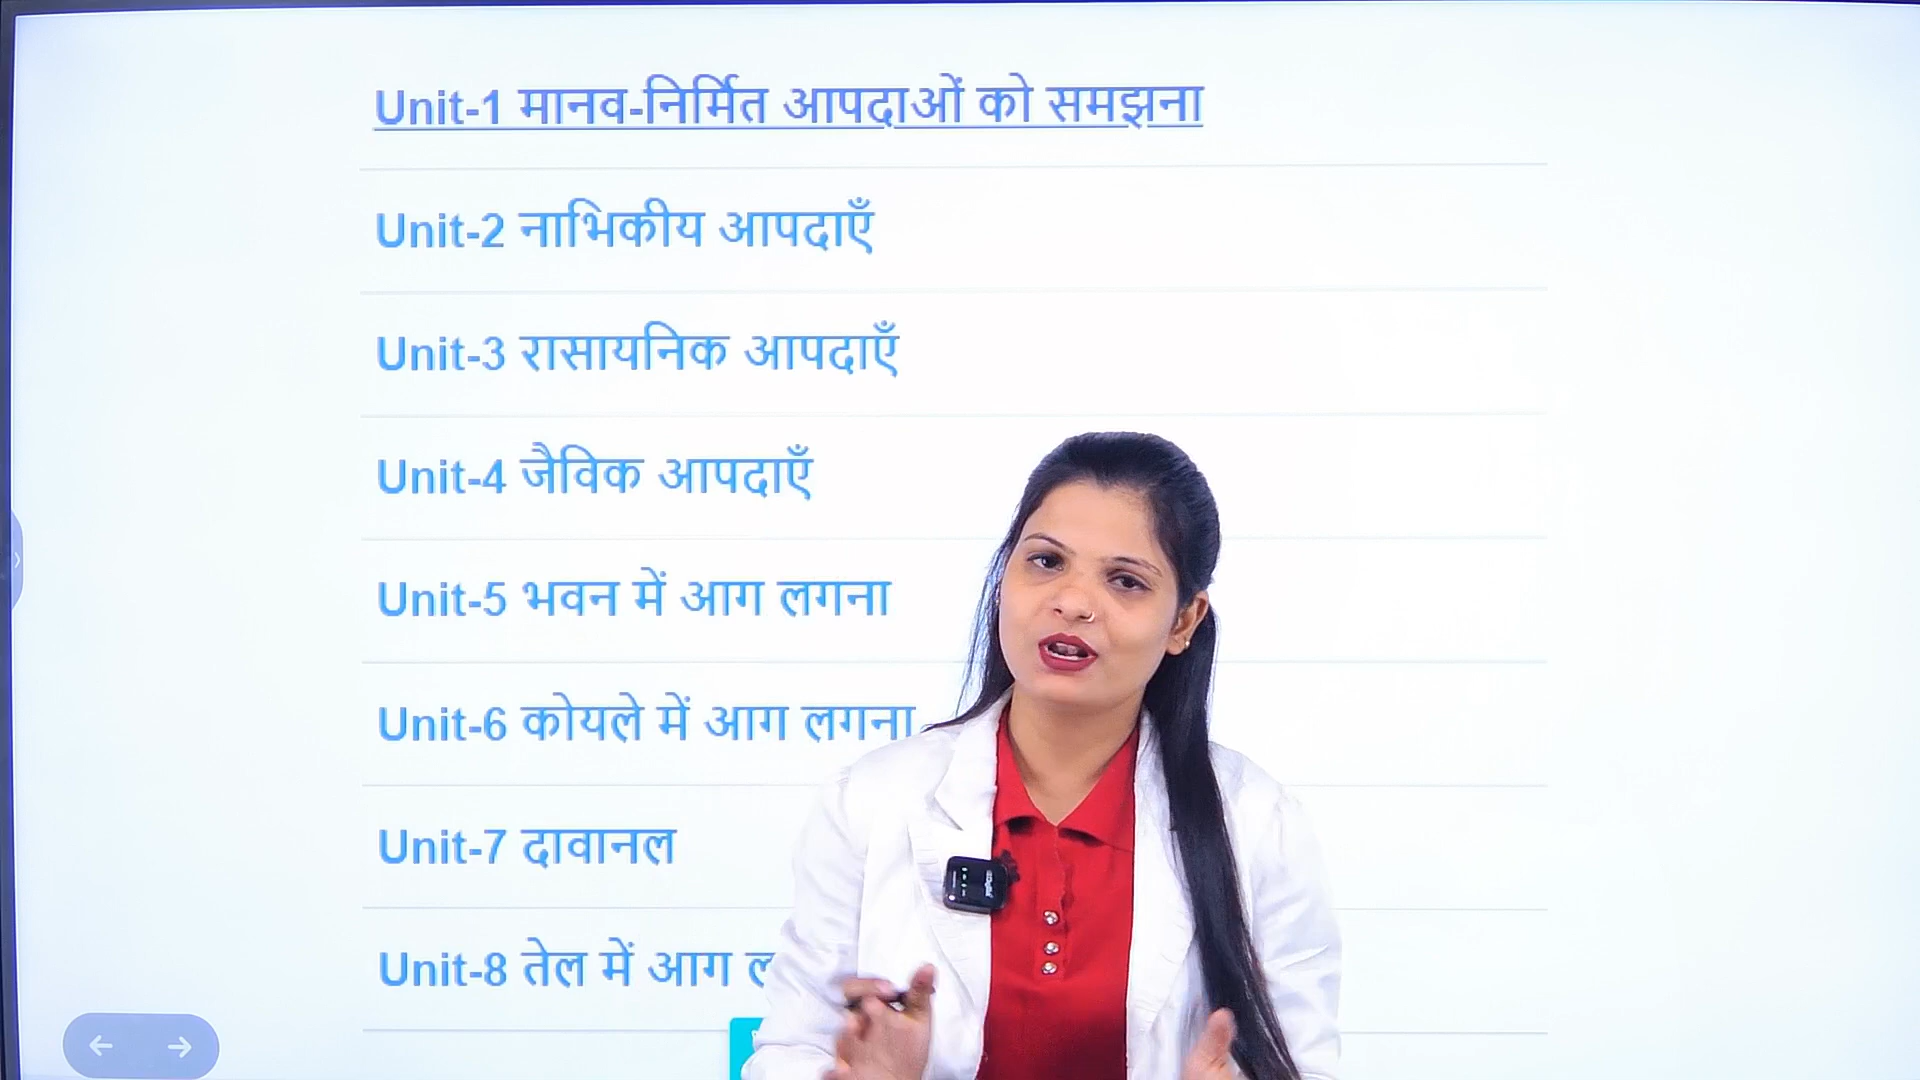 Unit-1 मानव-निर्मित आपदाओं को समझना
Unit-2 नाभिकीय आपदाएँ
Unit-3 रासायनिक आपदाएँ
Unit-4 जैविक आपदाएँ
Unit-5 भवन में आग लगना
Unit-6 कोयले में आग लगना
Unit-7 दावानल
Unit-8 तेल में आग